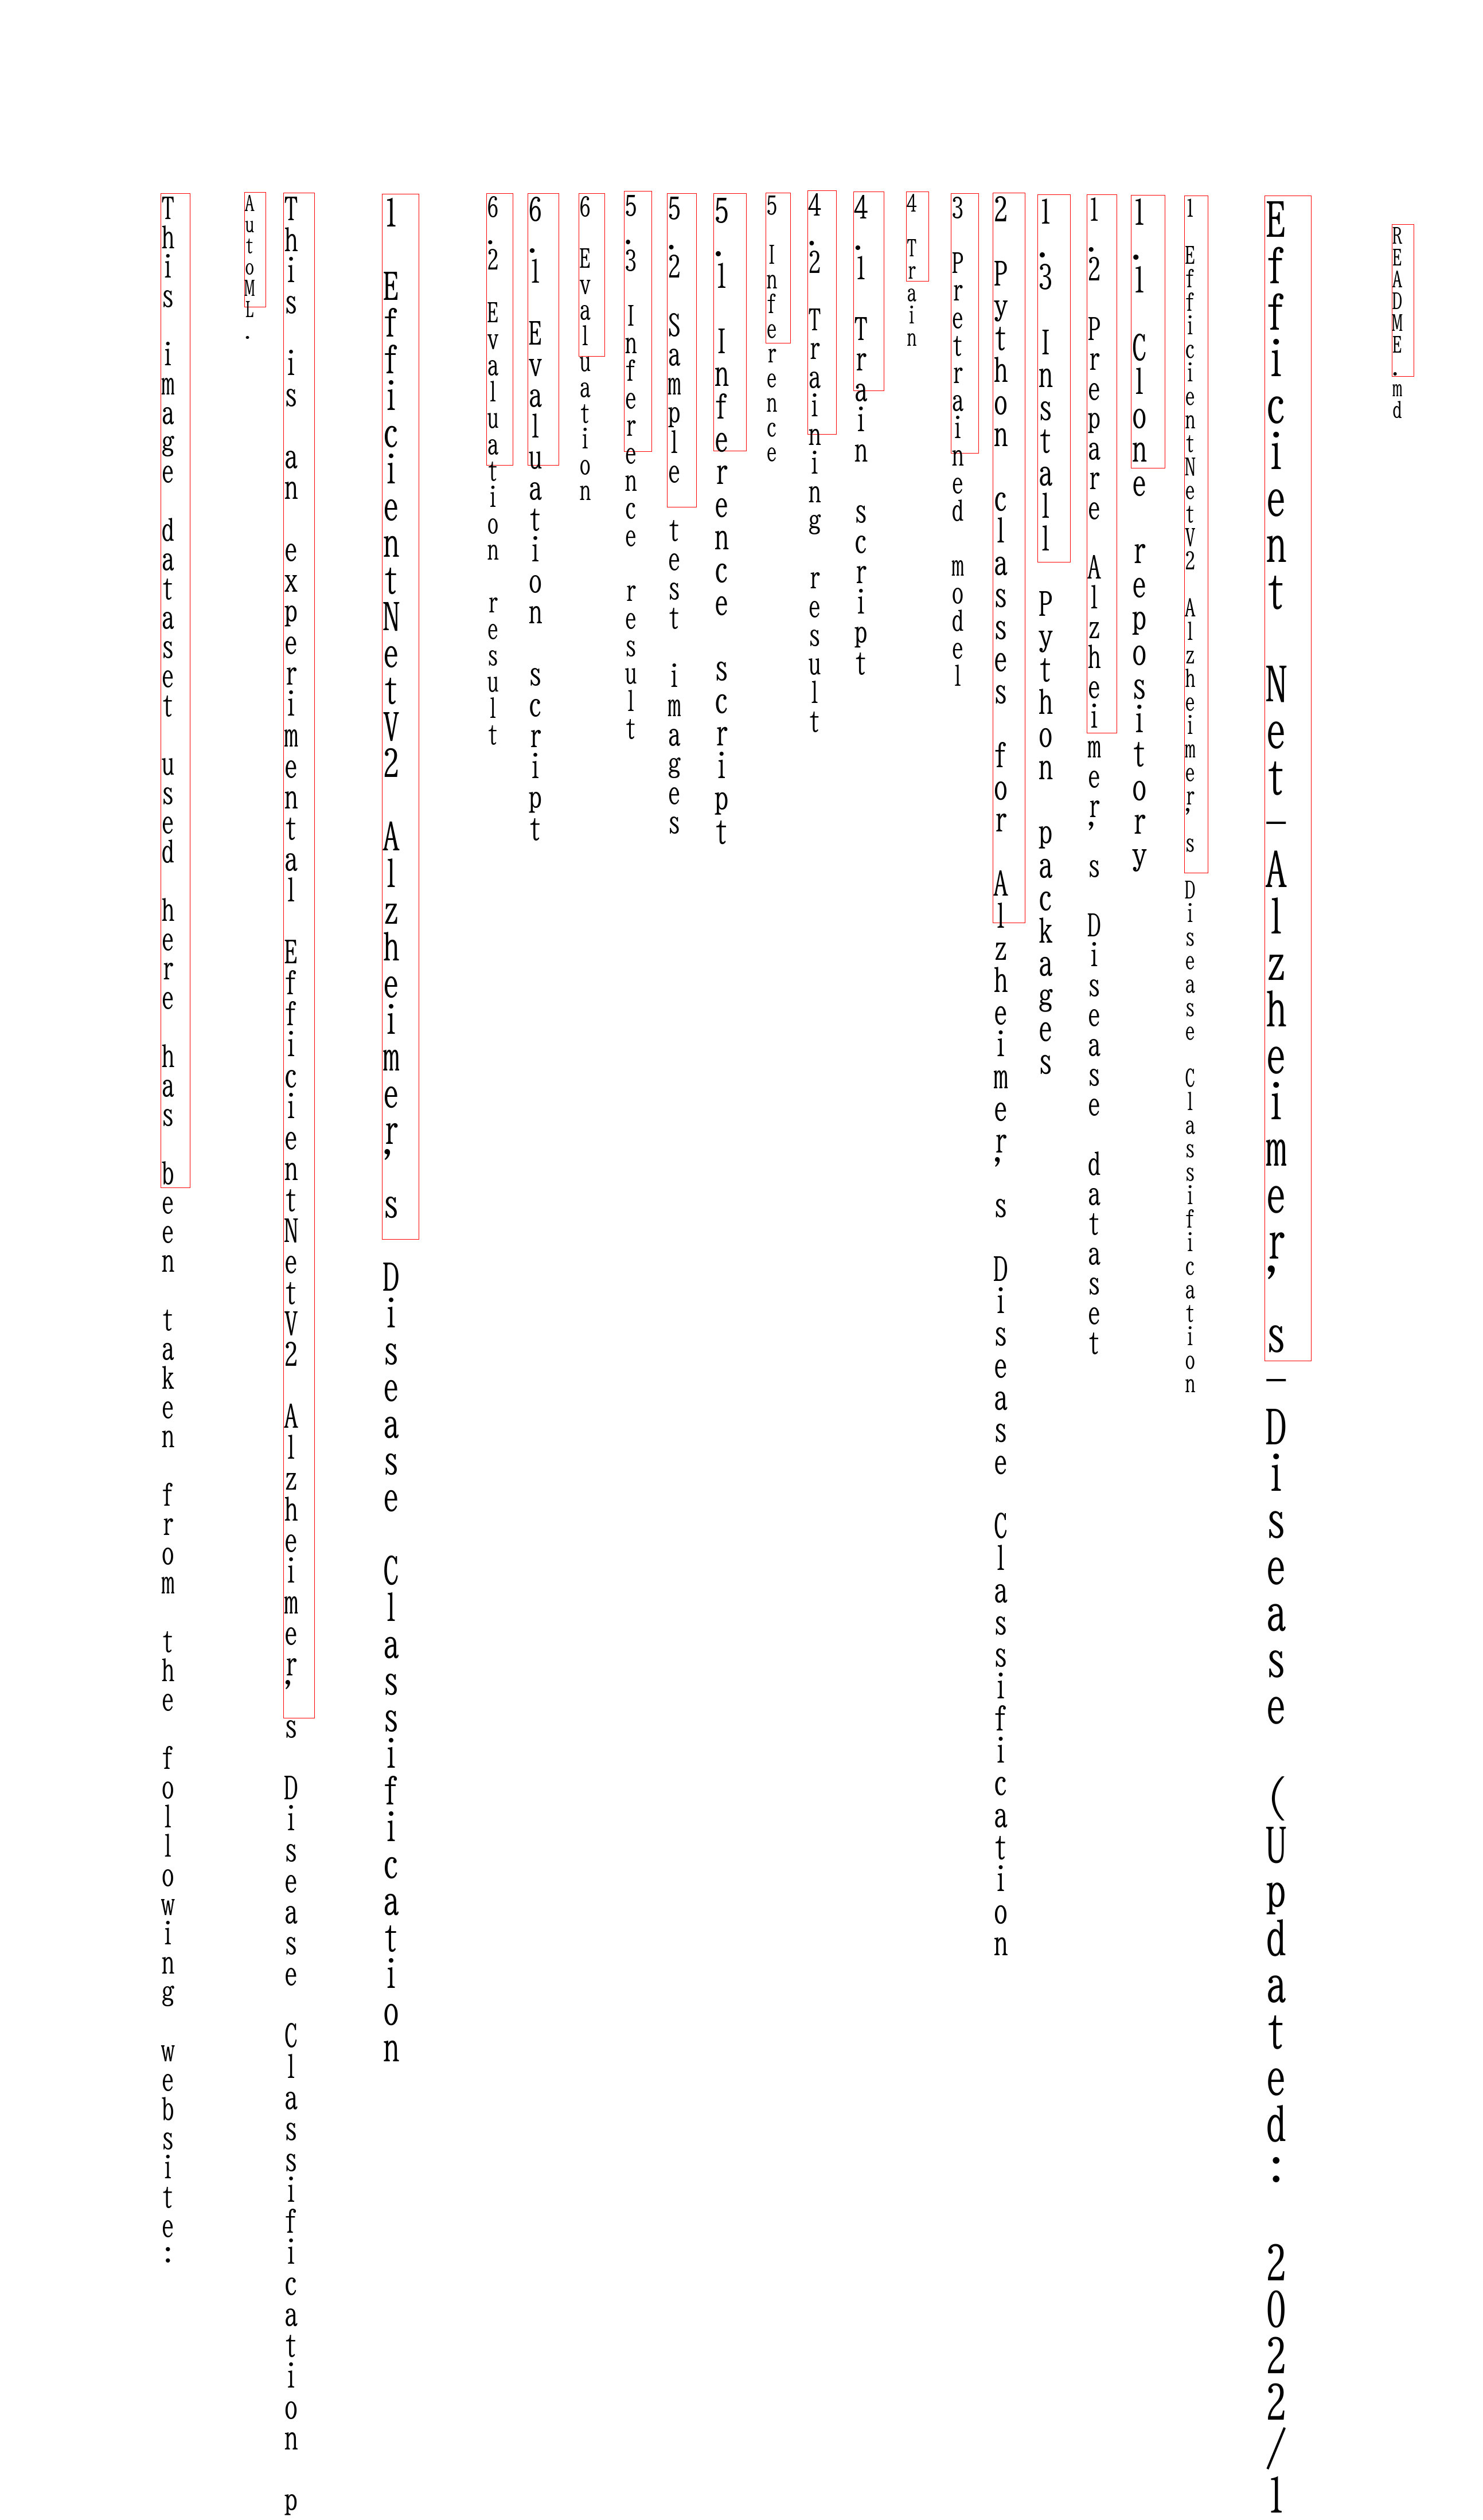 README.md
Efficient Net-Alzheimer's-Disease (Updated: 2022/1
1 EfficientNetV2 Alzheimer's Disease Classification
1.1 Clone repository
1.2 Prepare Alzheimer's Disease dataset
1.3 Install Python packages
2 Python classes for Alzheimer's Disease Classification
3 Pretrained model
4 Train
4.1 Train script
4.2 Training result
5 Inference
5.1 Inference script
5.2 Sample test images
5.3 Inference result
6 Evaluation
6.1 Evaluation script
6.2 Evaluation result
1 EfficientNetV2 Alzheimer's Disease Classification
This is an experimental EfficientNetV2 Alzheimer's Disease Classification p
AutoML.
This image dataset used here has been taken from the following website: